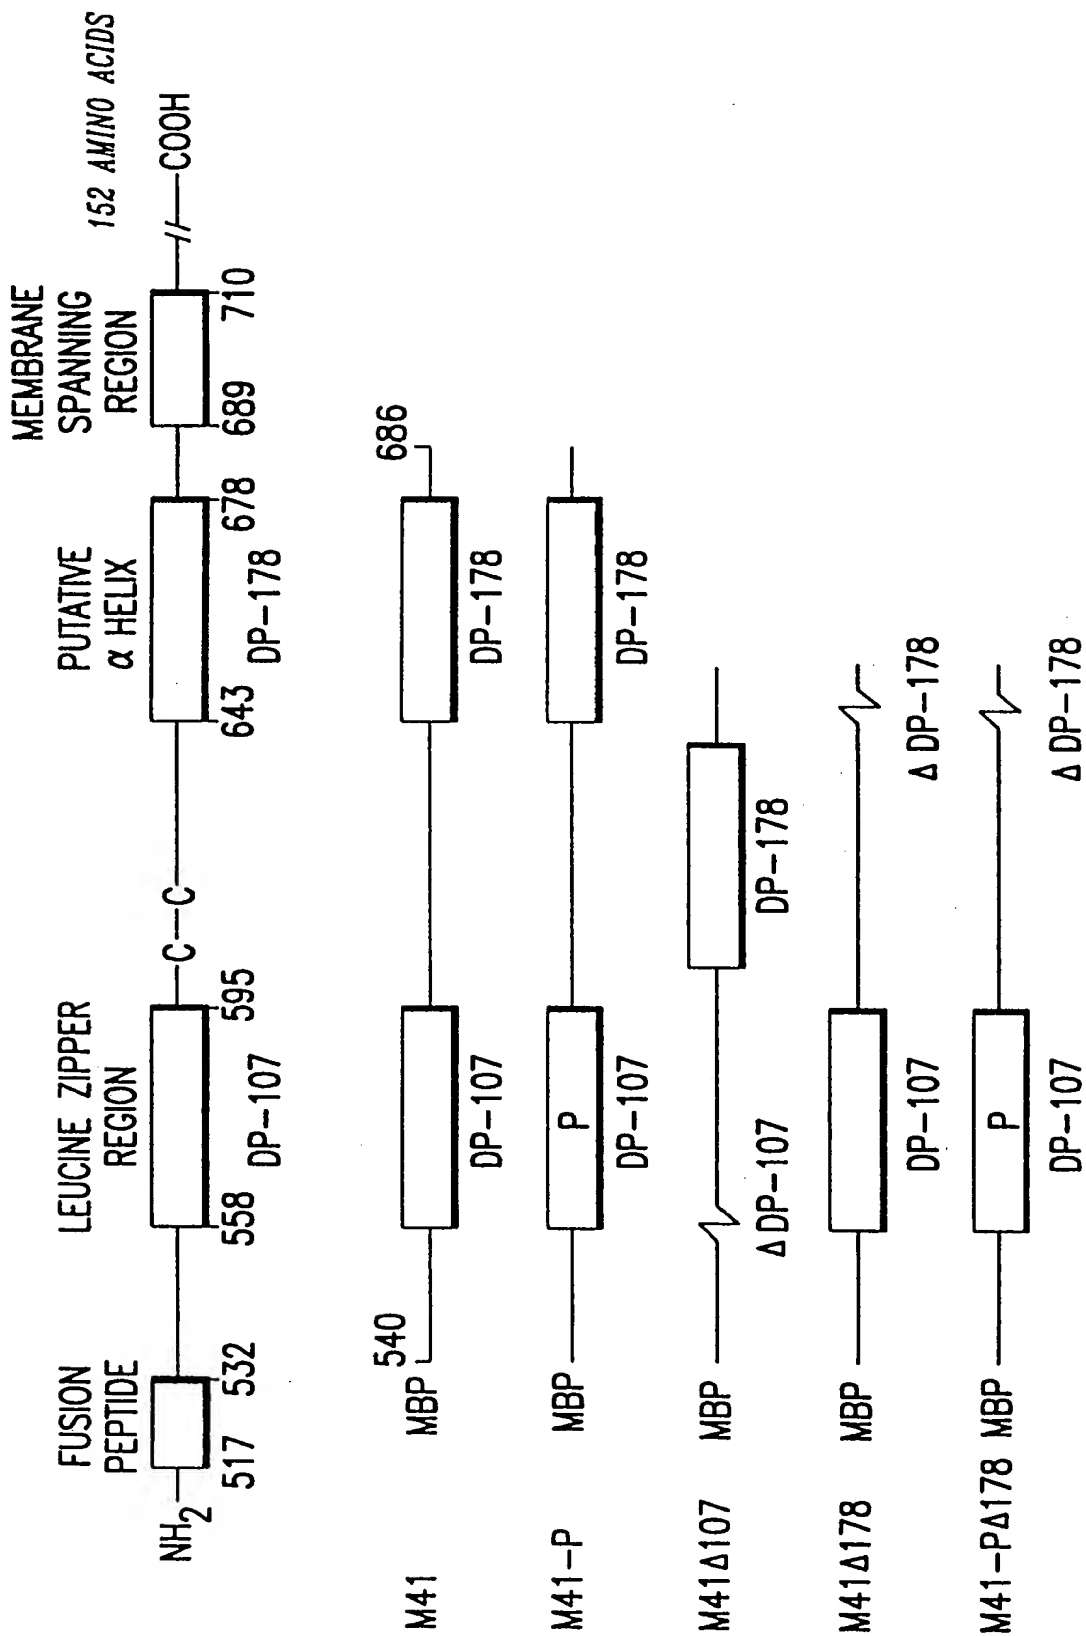 152 AMINO ACIDS
MEMBRANE
SPANNING
REGION
PUTATIVE
α HELIX
LEUCINE ZIPPER
REGION
FUSION
PEPTIDE
NH2 C C // COOH
517 532 558 595 643 678 689 710
DP-107 DP-178
540 686
M41 MBP
DP-107 DP-178
M41-P MBP P
DP-107 DP-178
M41Δ107 MBP
Δ DP-107 DP-178
M41Δ178 MBP
DP-107 Δ DP-178
M41-PΔ178 MBP P
DP-107 Δ DP-178